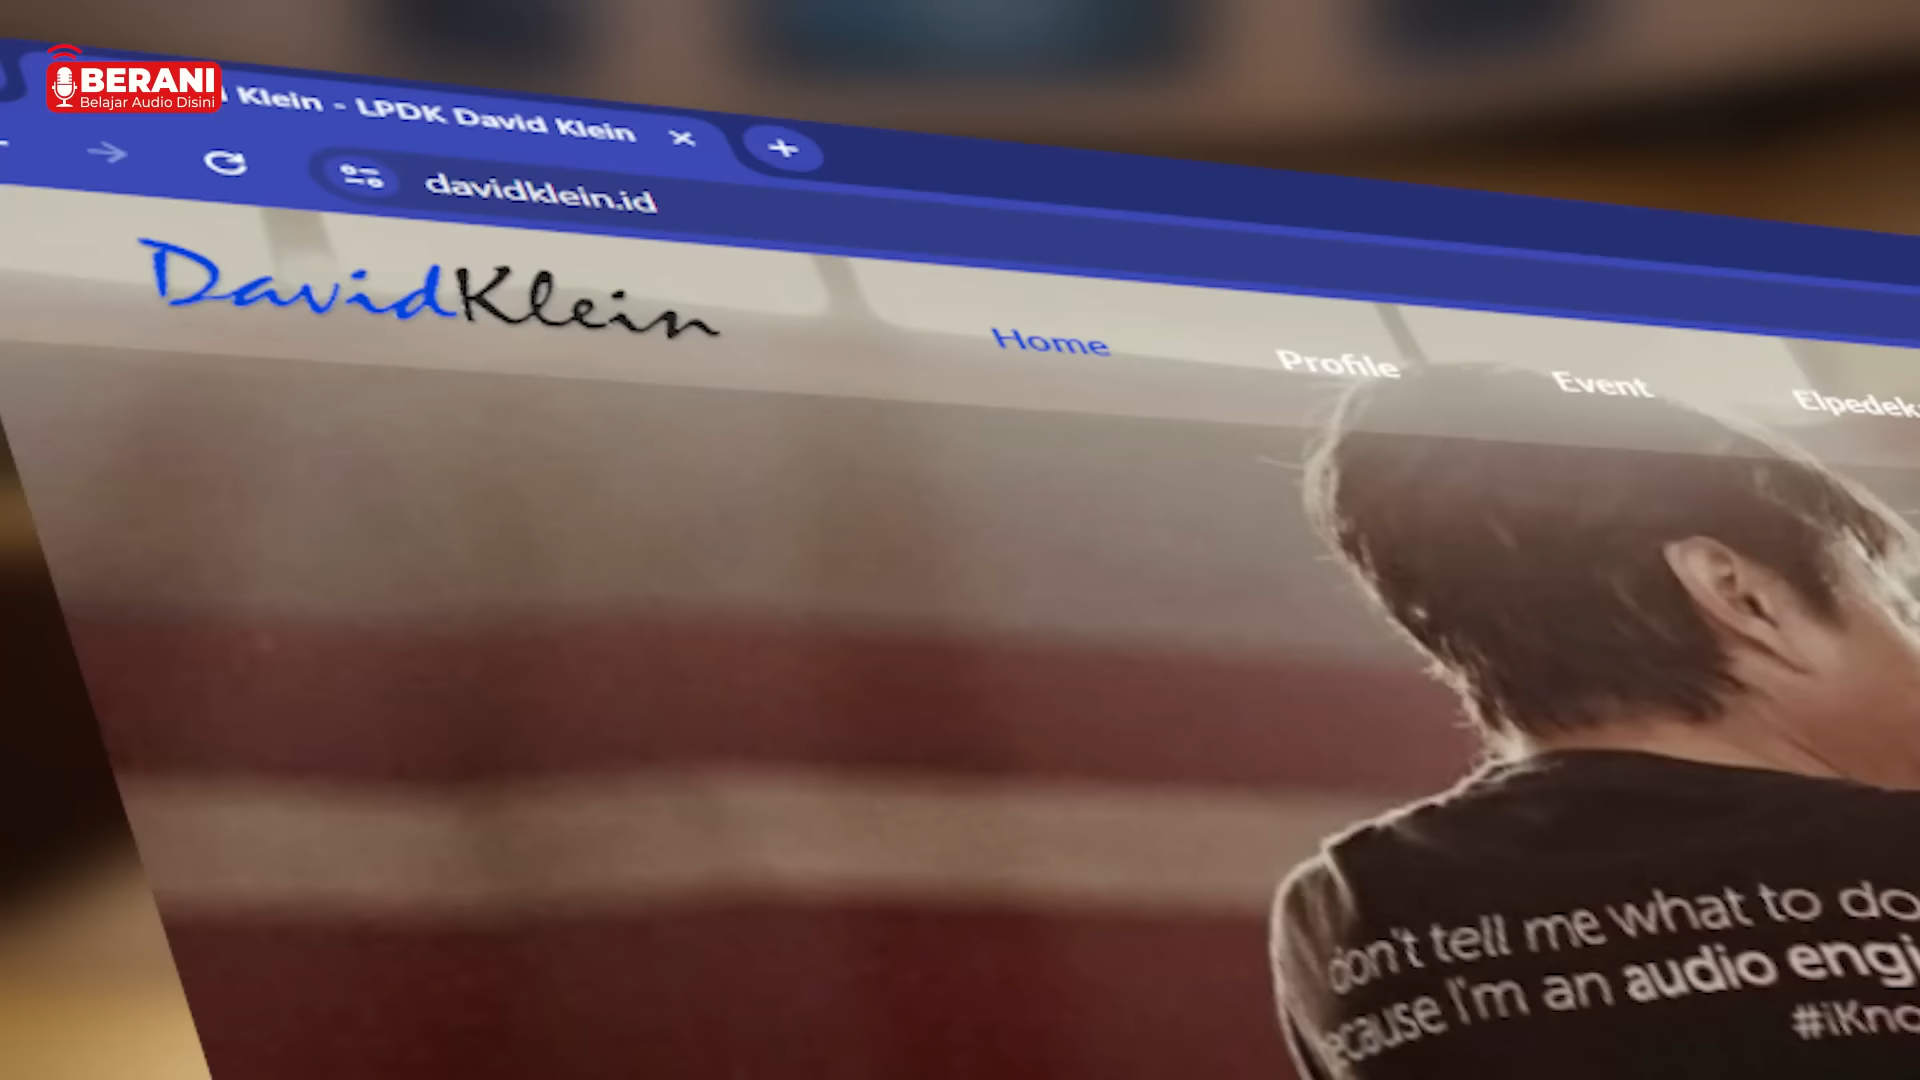 BERANI
Belajar Audio Disini
Klein - LPDK David Klein
davidklein.id
DavidKlein
Home
Profile
Event
Elpedek
don't tell me what to do
because I'm an audio engi
#iKno